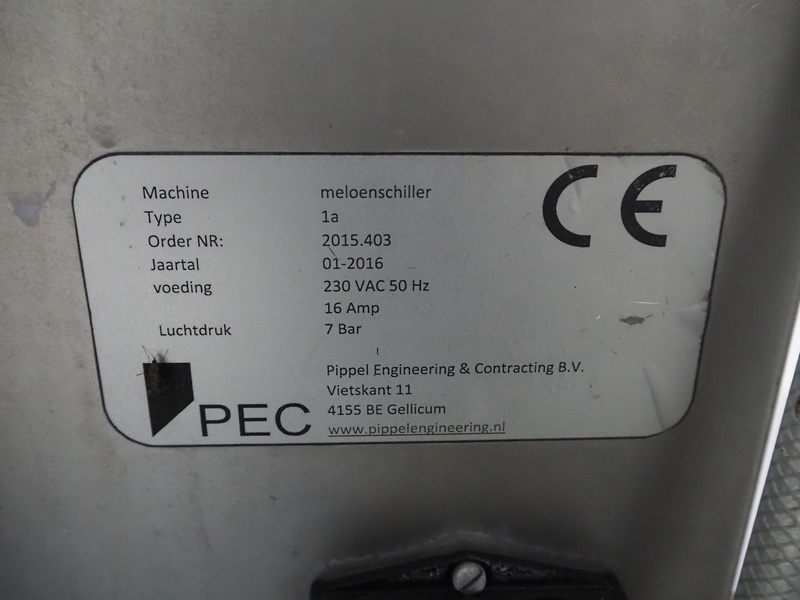 Machine meloenschiller
Type 1a
Order NR: 2015.403
Jaartal 01-2016
voeding 230 VAC 50 Hz
16 Amp
Luchtdruk 7 Bar
CE
PEC
Pippel Engineering & Contracting B.V.
Vietskant 11
4155 BE Gellicum
www.pippelengineering.nl